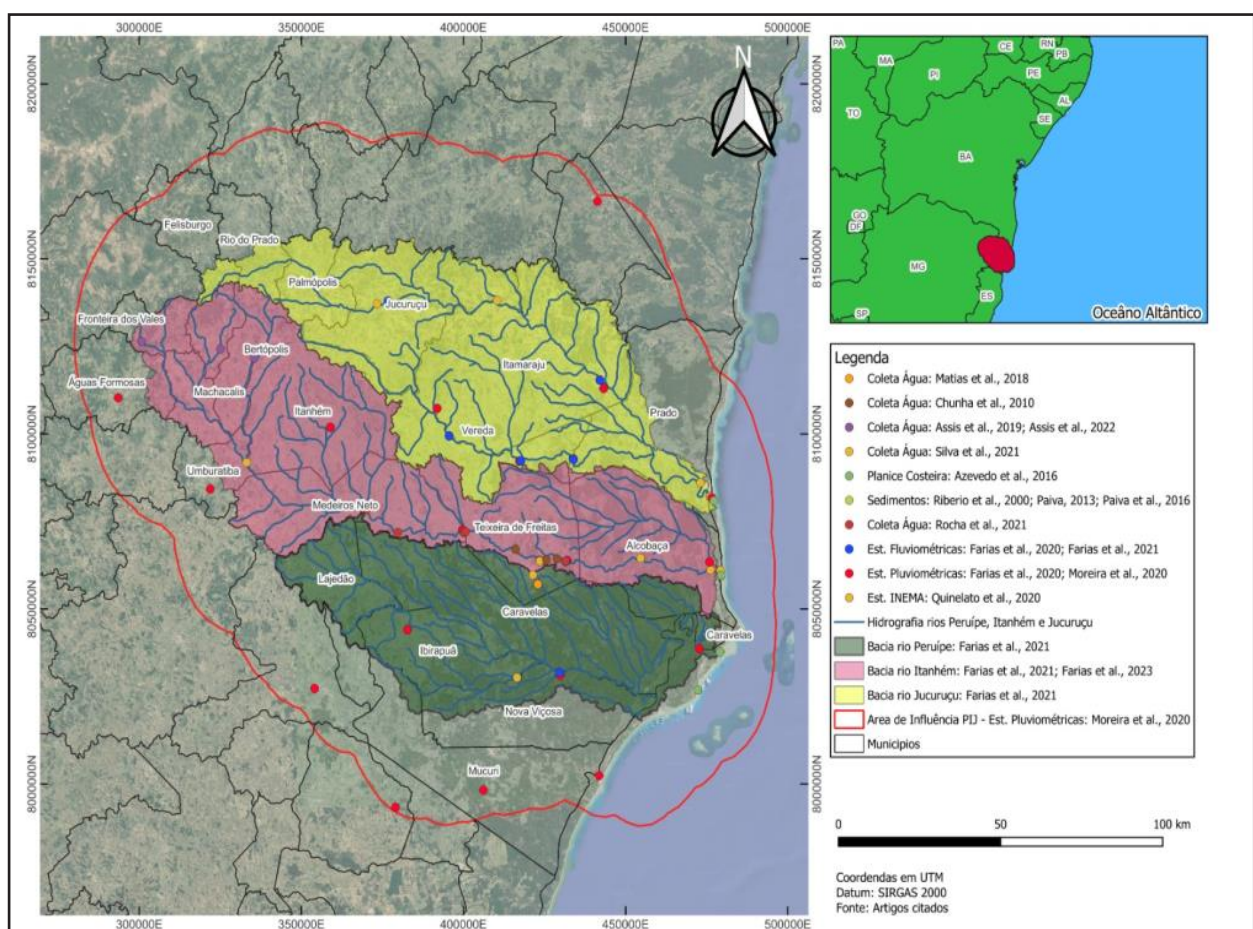 300000E 350000E 400000E 450000E 500000E
8200000N
8150000N
8100000N
8050000N
8000000N
8200000N
8150000N
8100000N
8050000N
8000000N
300000E 350000E 400000E 450000E 500000E
N
Felisburgo
Rio do Prado
Palmópolis
Jucuruçu
Fronteira dos Vales
Bertópolis
Itamaraju
Águas Formosas
Machacalis
Itanhém
Prado
Vereda
Umburatiba
Medeiros Neto
Teixeira de Freitas
Alcobaça
Lajedão
Caravelas
Caravelas
Ibirapuã
Nova Viçosa
Mucuri
PA
MA
CE
RN
PB
PI
PE
TO
AL
SE
BA
GO
DF
MG
ES
SP
Oceâno Altântico
Legenda
Coleta Água: Matias et al., 2018
Coleta Água: Chunha et al., 2010
Coleta Água: Assis et al., 2019; Assis et al., 2022
Coleta Água: Silva et al., 2021
Planice Costeira: Azevedo et al., 2016
Sedimentos: Riberio et al., 2000; Paiva, 2013; Paiva et al., 2016
Coleta Água: Rocha et al., 2021
Est. Fluviométricas: Farias et al., 2020; Farias et al., 2021
Est. Pluviométricas: Farias et al., 2020; Moreira et al., 2020
Est. INEMA: Quinelato et al., 2020
Hidrografia rios Peruípe, Itanhém e Jucuruçu
Bacia rio Peruípe: Farias et al., 2021
Bacia rio Itanhém: Farias et al., 2021; Farias et al., 2023
Bacia rio Jucuruçu: Farias et al., 2021
Area de Influência PIJ - Est. Pluviométricas: Moreira et al., 2020
Municipios
0 50 100 km
Coordendas em UTM
Datum: SIRGAS 2000
Fonte: Artigos citados